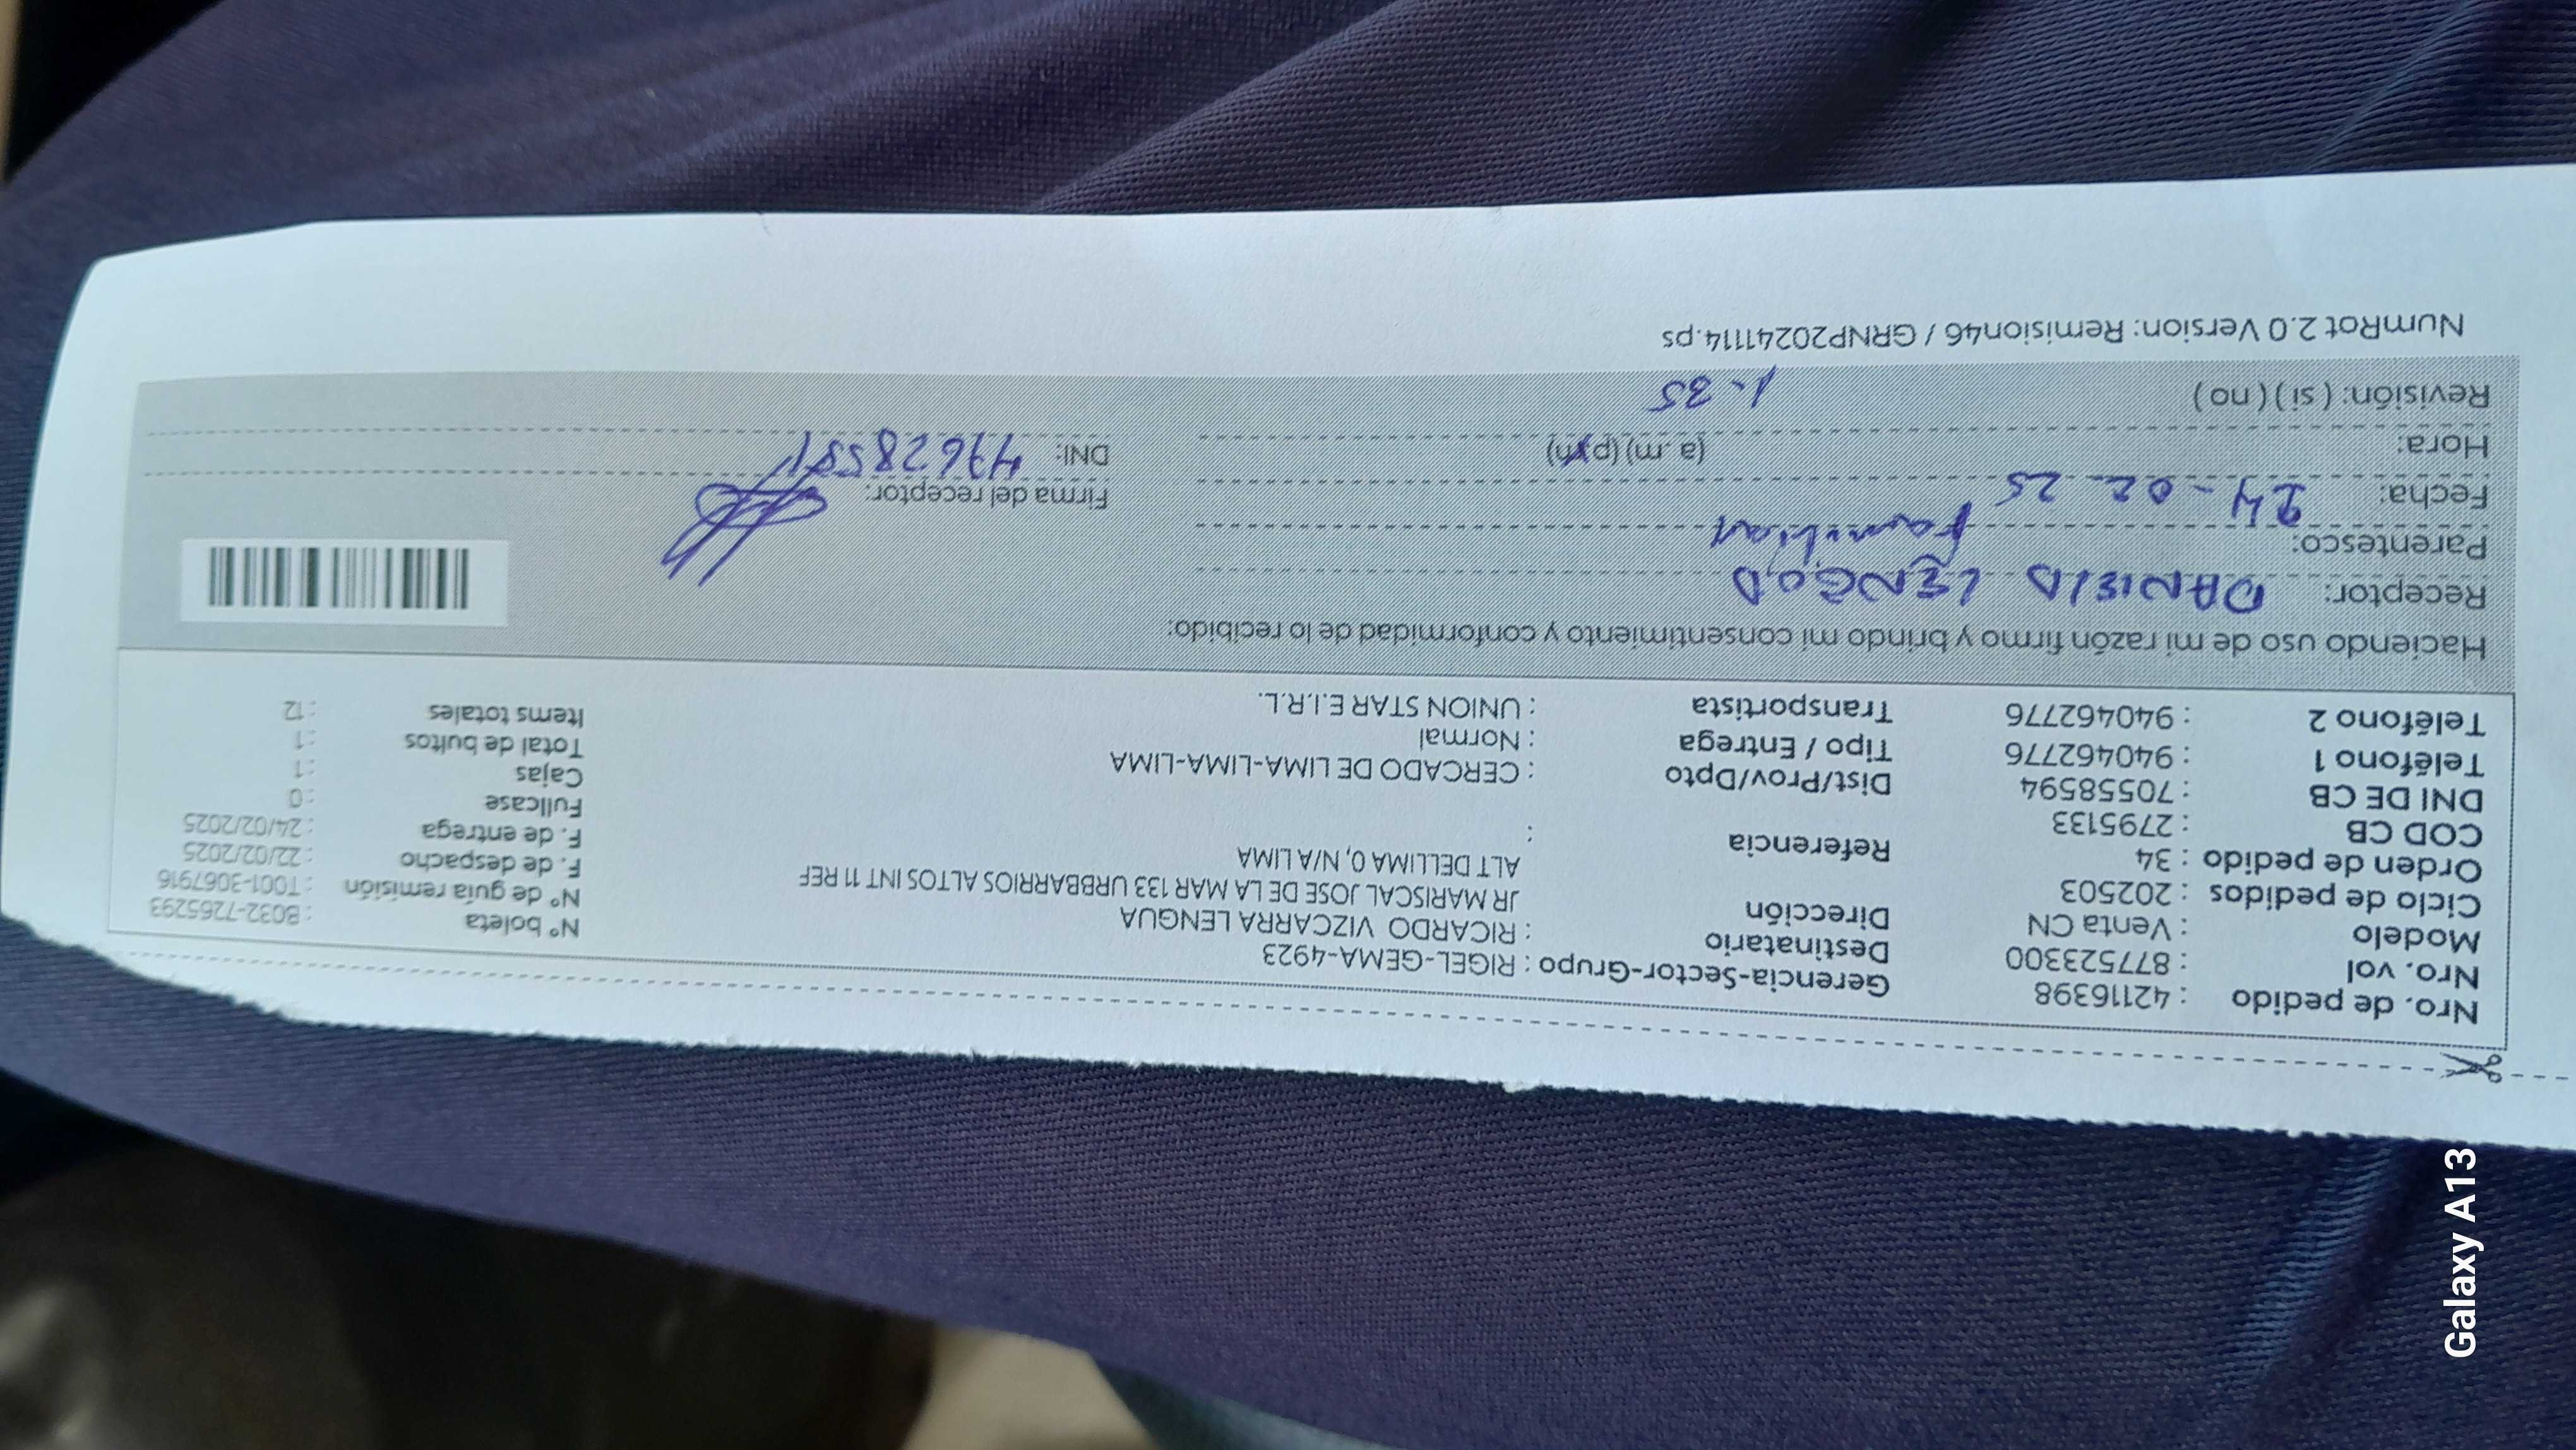 Nro. de pedido : 42116398
Nro. vol : 877523300
Modelo : Venta CN
Ciclo de pedidos : 202503
Orden de pedido : 34
COD CB : 2795133
DNI DE CB : 70558594
Teléfono 1 : 940462776
Teléfono 2 : 940462776
Gerencia-Sector-Grupo : RIGEL-GEMA-4923
Destinatario : RICARDO VIZCARRA LENGUA
Dirección JR MARISCAL JOSE DE LA MAR 133 URBBARRIOS ALTOS INT 11 REF
ALT DELLIMA 0, N/A LIMA
Referencia :
Dist/Prov/Dpto : CERCADO DE LIMA-LIMA-LIMA
Tipo / Entrega : Normal
Transportista : UNION STAR E.I.R.L.
N° boleta : B032-7265293
N° de guía remisión : T001-3067916
F. de despacho : 22/02/2025
F. de entrega : 24/02/2025
Fullcase : 0
Cajas : 1
Total de bultos : 1
Items totales : 12
Haciendo uso de mi razón firmo y brindo mi consentimiento y conformidad de lo recibido:
Receptor: DANIELA
Parentesco: Familiar
Fecha: 24-02-25
Hora: (a.m) (p.m)
Revisión: (si) (no) 1-35
Firma del receptor:
DNI:
NumRot 2.0 Version: Remision46 / GRNP20241114.ps
Galaxy A13